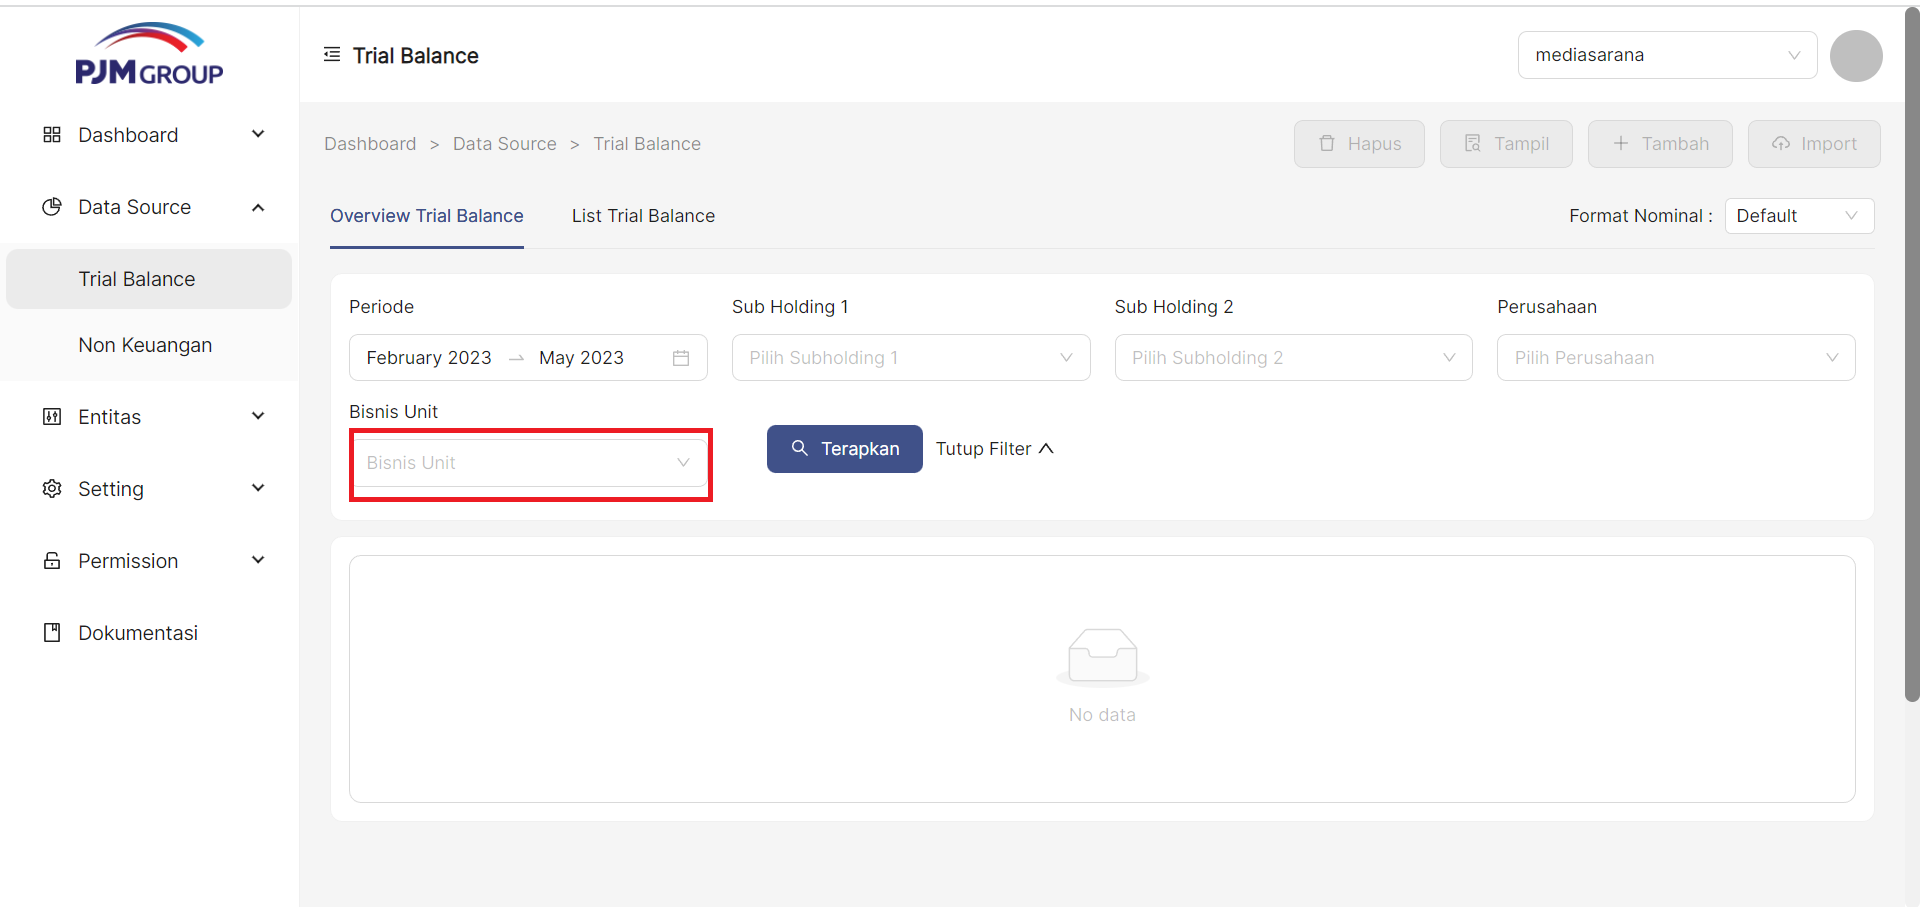 PJM GROUP
Trial Balance
mediasarana
Dashboard
Data Source
Trial Balance
Non Keuangan
Entitas
Setting
Permission
Dokumentasi
Dashboard > Data Source > Trial Balance
Hapus
Tampil
Tambah
Import
Overview Trial Balance
List Trial Balance
Format Nominal :
Default
Periode
Sub Holding 1
Sub Holding 2
Perusahaan
February 2023 → May 2023
Pilih Subholding 1
Pilih Subholding 2
Pilih Perusahaan
Bisnis Unit
Bisnis Unit
Terapkan
Tutup Filter
No data